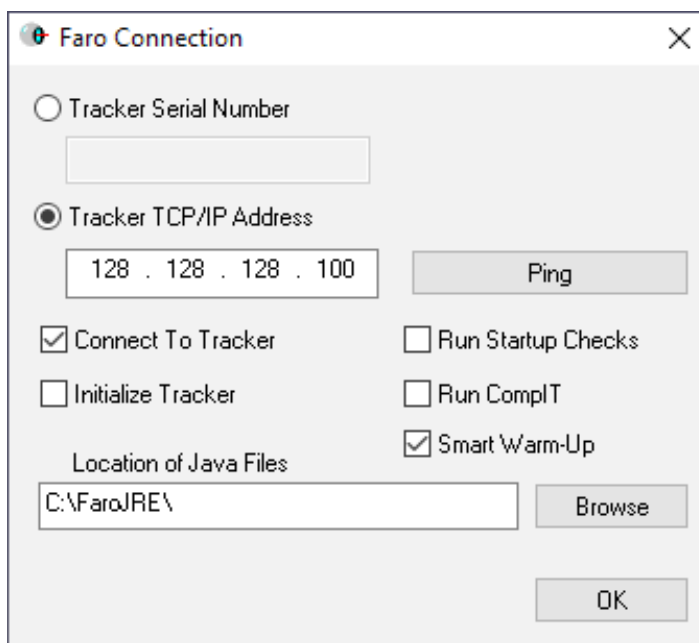 Faro Connection
Tracker Serial Number
Tracker TCP/IP Address
128 . 128 . 128 . 100
Ping
Connect To Tracker
Run Startup Checks
Initialize Tracker
Run CompIT
Smart Warm-Up
Location of Java Files
C:\FaroJRE\
Browse
OK